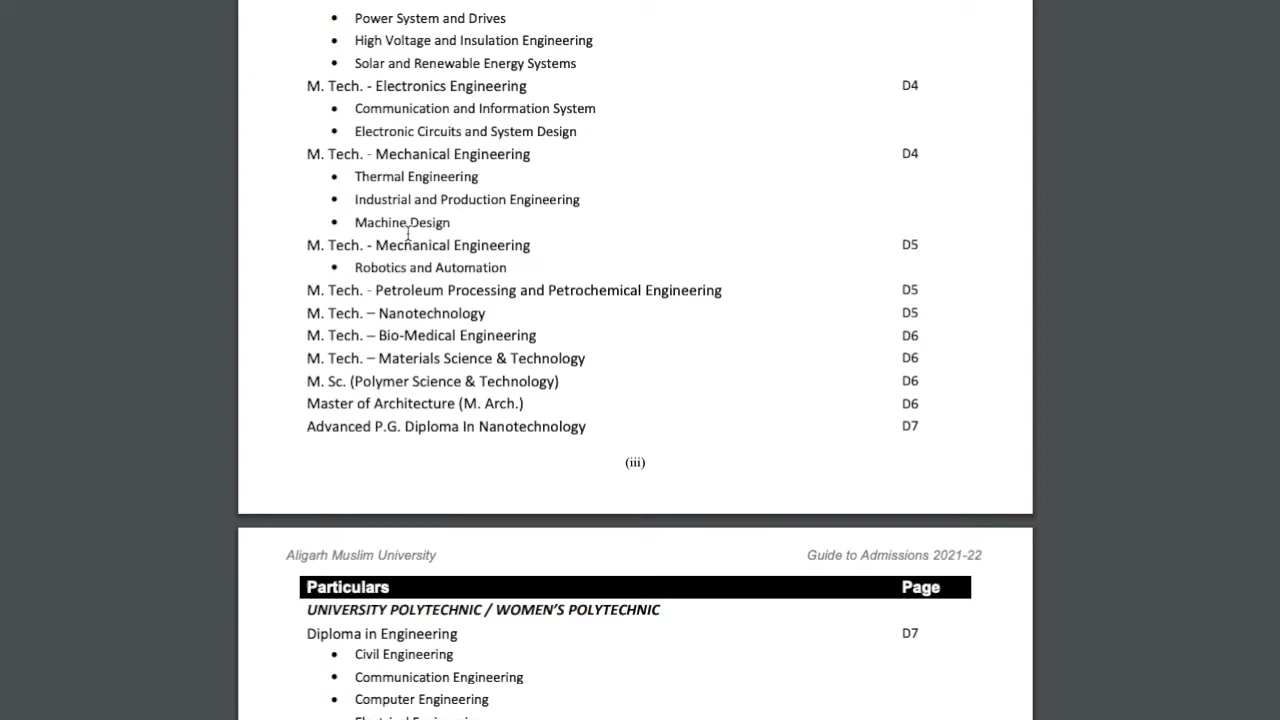 • Power System and Drives
• High Voltage and Insulation Engineering
• Solar and Renewable Energy Systems
M. Tech. - Electronics Engineering D4
• Communication and Information System
• Electronic Circuits and System Design
M. Tech. - Mechanical Engineering D4
• Thermal Engineering
• Industrial and Production Engineering
• Machine Design
M. Tech. - Mechanical Engineering D5
• Robotics and Automation
M. Tech. - Petroleum Processing and Petrochemical Engineering D5
M. Tech. – Nanotechnology D5
M. Tech. – Bio-Medical Engineering D6
M. Tech. – Materials Science & Technology D6
M. Sc. (Polymer Science & Technology) D6
Master of Architecture (M. Arch.) D6
Advanced P.G. Diploma In Nanotechnology D7
(iii)
Aligarh Muslim University Guide to Admissions 2021-22
Particulars Page
UNIVERSITY POLYTECHNIC / WOMEN'S POLYTECHNIC
Diploma in Engineering D7
• Civil Engineering
• Communication Engineering
• Computer Engineering